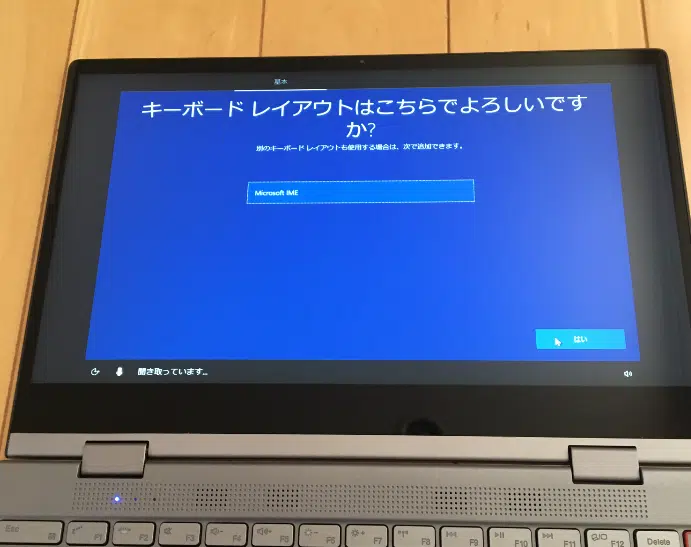 基本
キーボード レイアウトはこちらでよろしいです
か?
別のキーボード レイアウトも使用する場合は、次で追加できます。
Microsoft IME
はい
聞き取っています...
Esc
F1
F2
F3
F4
F5
F6
F7
F8
F9
F10
F11
F12
Delete